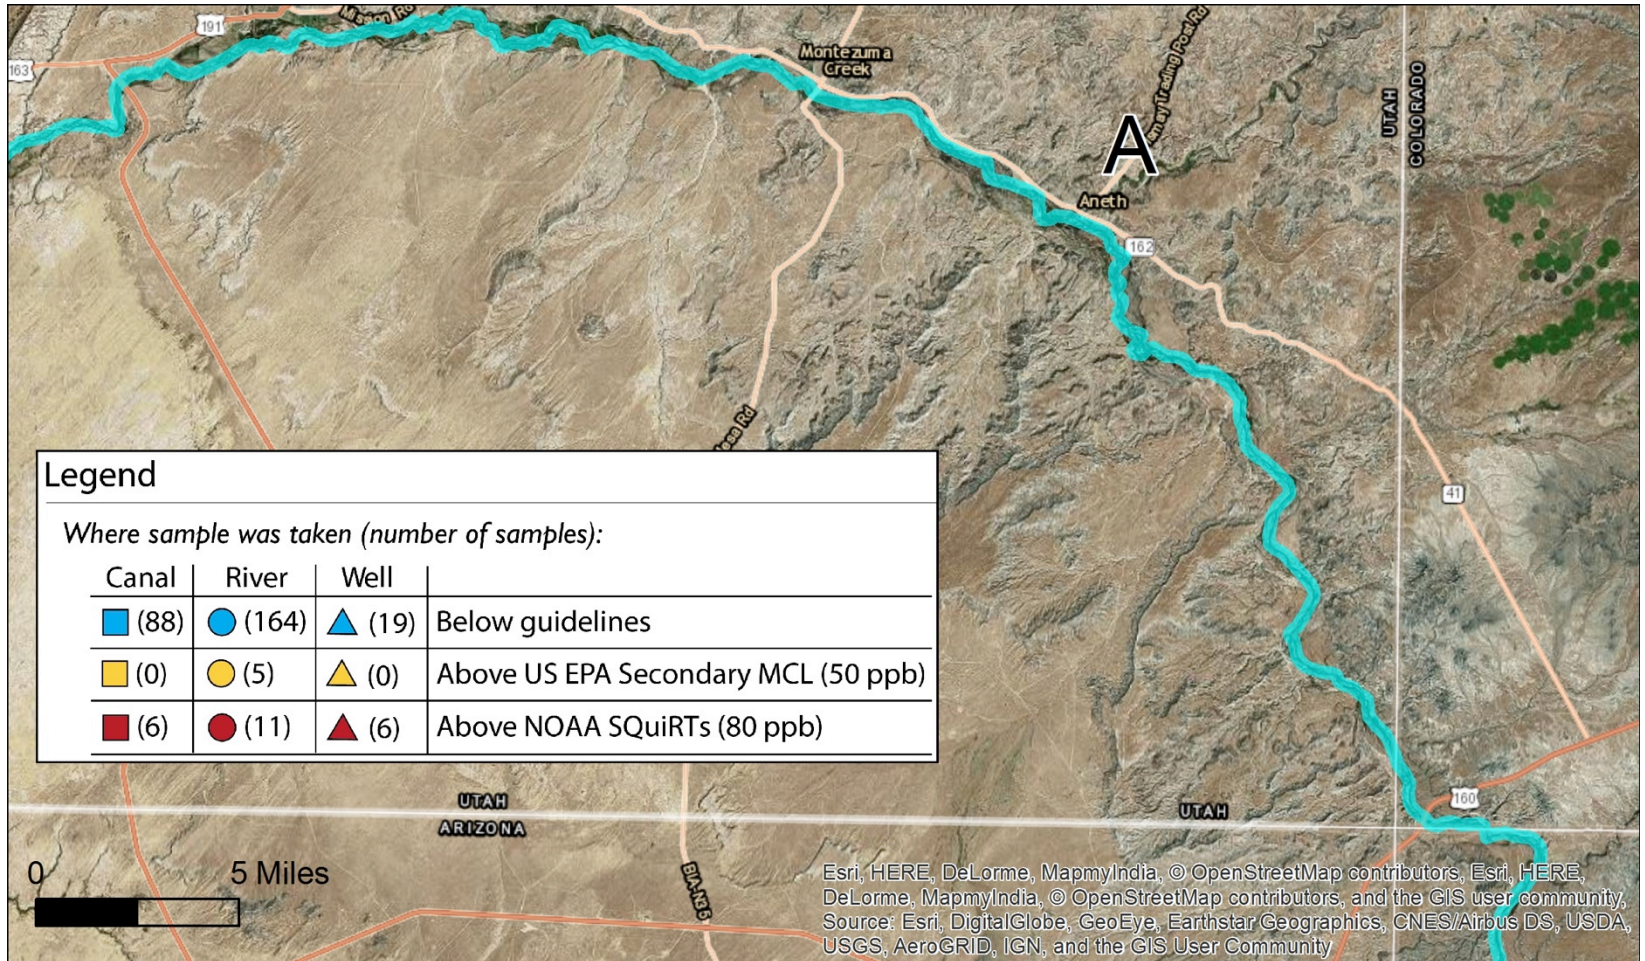 Mission Rd
191
163
Montezuma
Creek
Trading Post Rd
UTAH
COLORADO
A
Aneth
162
Rd
41
Legend
Where sample was taken (number of samples):
Canal River Well
(88) (164) (19) Below guidelines
(0) (5) (0) Above US EPA Secondary MCL (50 ppb)
(6) (11) (6) Above NOAA SQuiRTs (80 ppb)
160
UTAH
ARIZONA
UTAH
BIA-N35
0 5 Miles
Esri, HERE, DeLorme, MapmyIndia, © OpenStreetMap contributors, Esri, HERE,
DeLorme, MapmyIndia, © OpenStreetMap contributors, and the GIS user community,
Source: Esri, DigitalGlobe, GeoEye, Earthstar Geographics, CNES/Airbus DS, USDA,
USGS, AeroGRID, IGN, and the GIS User Community